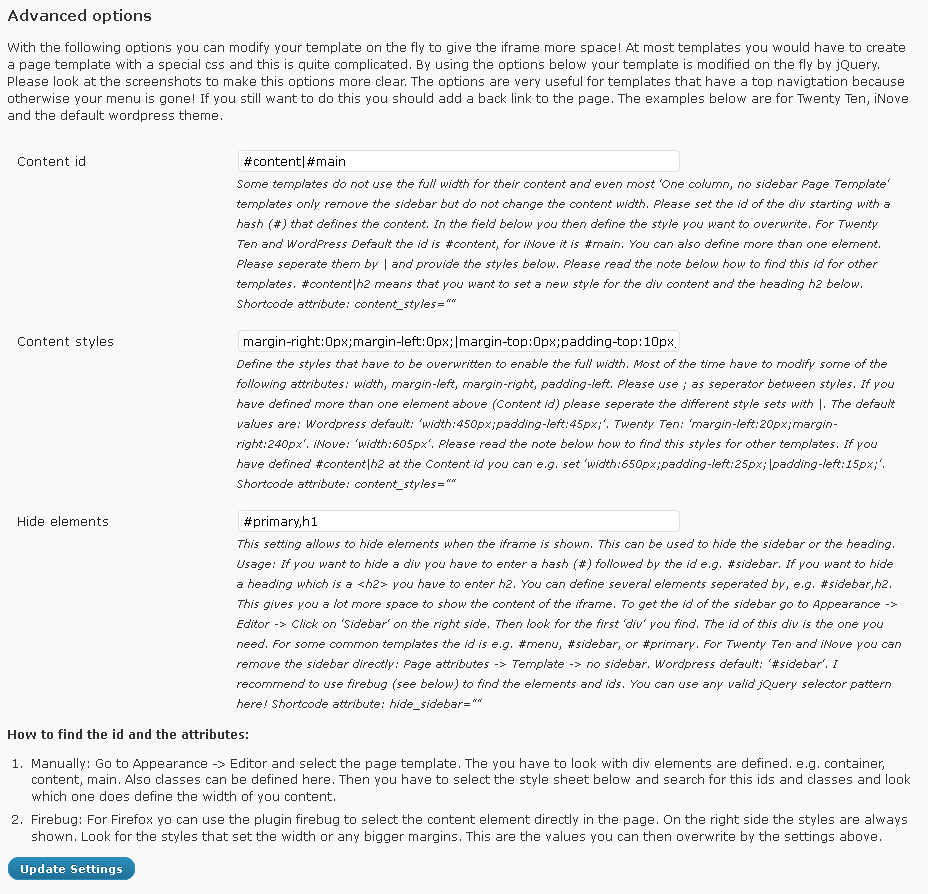 Advanced options
With the following options you can modify your template on the fly to give the iframe more space! At most templates you would have to create
a page template with a special css and this is quite complicated. By using the options below your template is modified on the fly by jQuery.
Please look at the screenshots to make this options more clear. The options are very useful for templates that have a top navigtation because
otherwise your menu is gone! If you still want to do this you should add a back link to the page. The examples below are for Twenty Ten, iNove
and the default wordpress theme.
Content id
#content|#main
Some templates do not use the full width for their content and even most 'One column, no sidebar Page Template'
templates only remove the sidebar but do not change the content width. Please set the id of the div starting with a
hash (#) that defines the content. In the field below you then define the style you want to overwrite. For Twenty
Ten and WordPress Default the id is #content, for iNove it is #main. You can also define more than one element.
Please seperate them by | and provide the styles below. Please read the note below how to find this id for other
templates. #content|h2 means that you want to set a new style for the div content and the heading h2 below.
Shortcode attribute: content_styles=""
Content styles
margin-right:0px;margin-left:0px;|margin-top:0px;padding-top:10px;
Define the styles that have to be overwritten to enable the full width. Most of the time have to modify some of the
following attributes: width, margin-left, margin-right, padding-left. Please use ; as seperator between styles. If you
have defined more than one element above (Content id) please seperate the different style sets with |. The default
values are: Wordpress default: 'width:450px;padding-left:45px;'. Twenty Ten: 'margin-left:20px;margin-
right:240px'. iNove: 'width:605px'. Please read the note below how to find this styles for other templates. If you
have defined #content|h2 at the Content id you can e.g. set 'width:650px;padding-left:25px;|padding-left:15px;'.
Shortcode attribute: content_styles=""
Hide elements
#primary,h1
This setting allows to hide elements when the iframe is shown. This can be used to hide the sidebar or the heading.
Usage: If you want to hide a div you have to enter a hash (#) followed by the id e.g. #sidebar. If you want to hide
a heading which is a <h2> you have to enter h2. You can define several elements seperated by, e.g. #sidebar,h2.
This gives you a lot more space to show the content of the iframe. To get the id of the sidebar go to Appearance ->
Editor -> Click on 'Sidebar' on the right side. Then look for the first 'div' you find. The id of this div is the one you
need. For some common templates the id is e.g. #menu, #sidebar, or #primary. For Twenty Ten and iNove you can
remove the sidebar directly: Page attributes -> Template -> no sidebar. Wordpress default: '#sidebar'. I
recommend to use firebug (see below) to find the elements and ids. You can use any valid jQuery selector pattern
here! Shortcode attribute: hide_sidebar=""
How to find the id and the attributes:
1. Manually: Go to Appearance -> Editor and select the page template. The you have to look with div elements are defined. e.g. container,
content, main. Also classes can be defined here. Then you have to select the style sheet below and search for this ids and classes and look
which one does define the width of you content.
2. Firebug: For Firefox yo can use the plugin firebug to select the content element directly in the page. On the right side the styles are always
shown. Look for the styles that set the width or any bigger margins. This are the values you can then overwrite by the settings above.
Update Settings